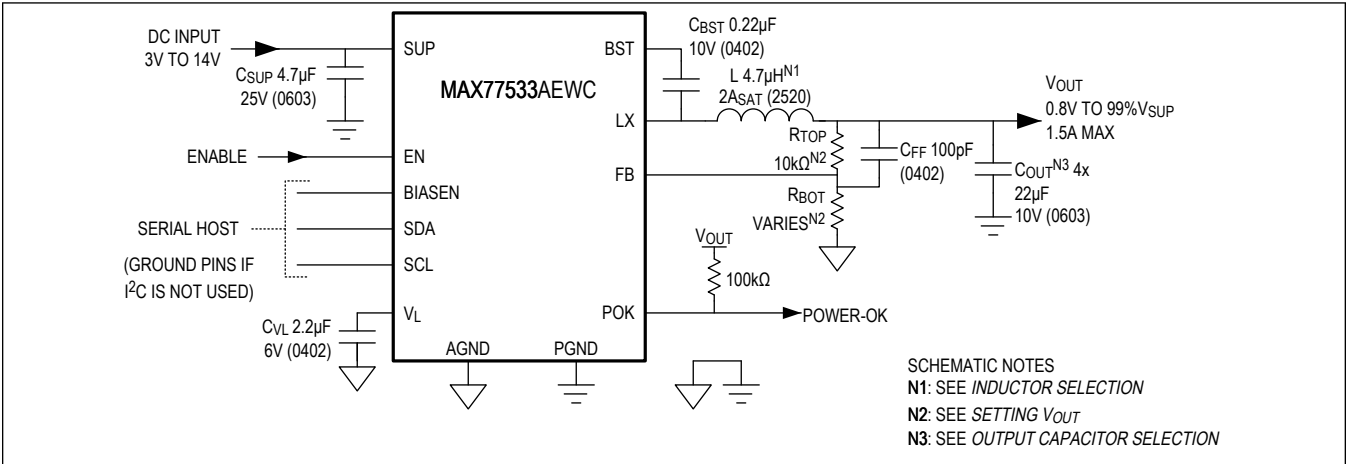 DC INPUT
3V TO 14V
CSUP 4.7µF
25V (0603)
ENABLE
SERIAL HOST
(GROUND PINS IF
I²C IS NOT USED)
CVL 2.2µF
6V (0402)
MAX77533AEWC
SUP
EN
BIASEN
SDA
SCL
VL
AGND
PGND
BST
LX
FB
POK
CBST 0.22µF
10V (0402)
L 4.7µHN1
2ASAT (2520)
RTOP
10kΩN2
CFF 100pF
(0402)
RBOT
VARIESN2
VOUT
0.8V TO 99%VSUP
1.5A MAX
COUTN3 4x
22µF
10V (0603)
VOUT
100kΩ
POWER-OK
SCHEMATIC NOTES
N1: SEE INDUCTOR SELECTION
N2: SEE SETTING VOUT
N3: SEE OUTPUT CAPACITOR SELECTION